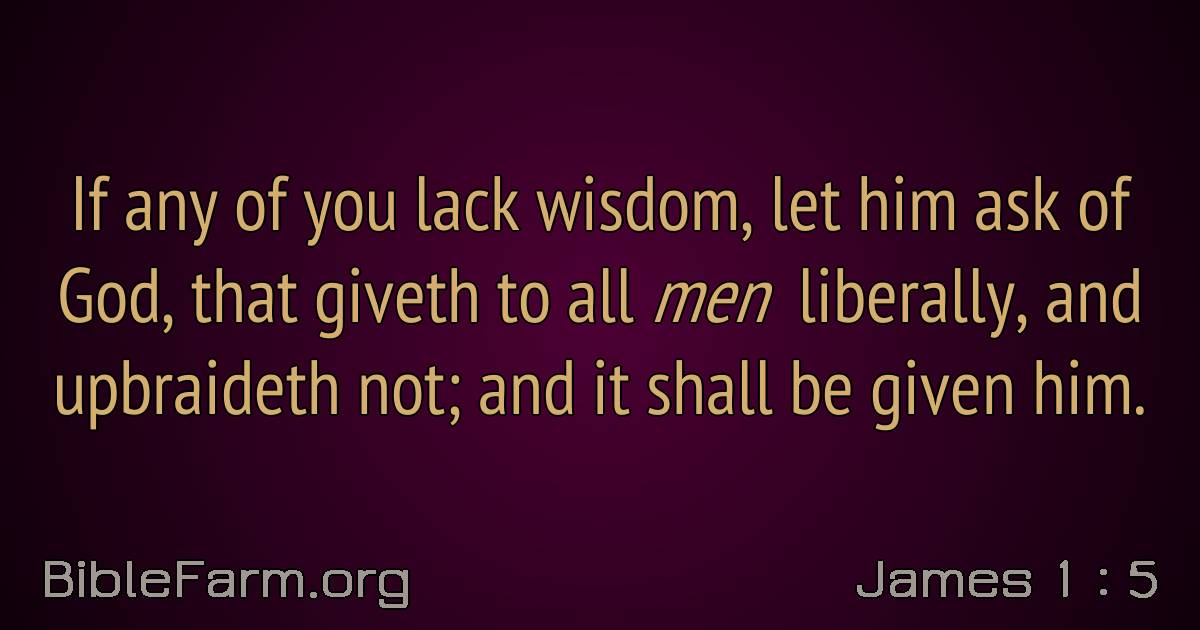 If any of you lack wisdom, let him ask of
God, that giveth to all men liberally, and
upbraideth not; and it shall be given him.
BibleFarm.org
James 1 : 5